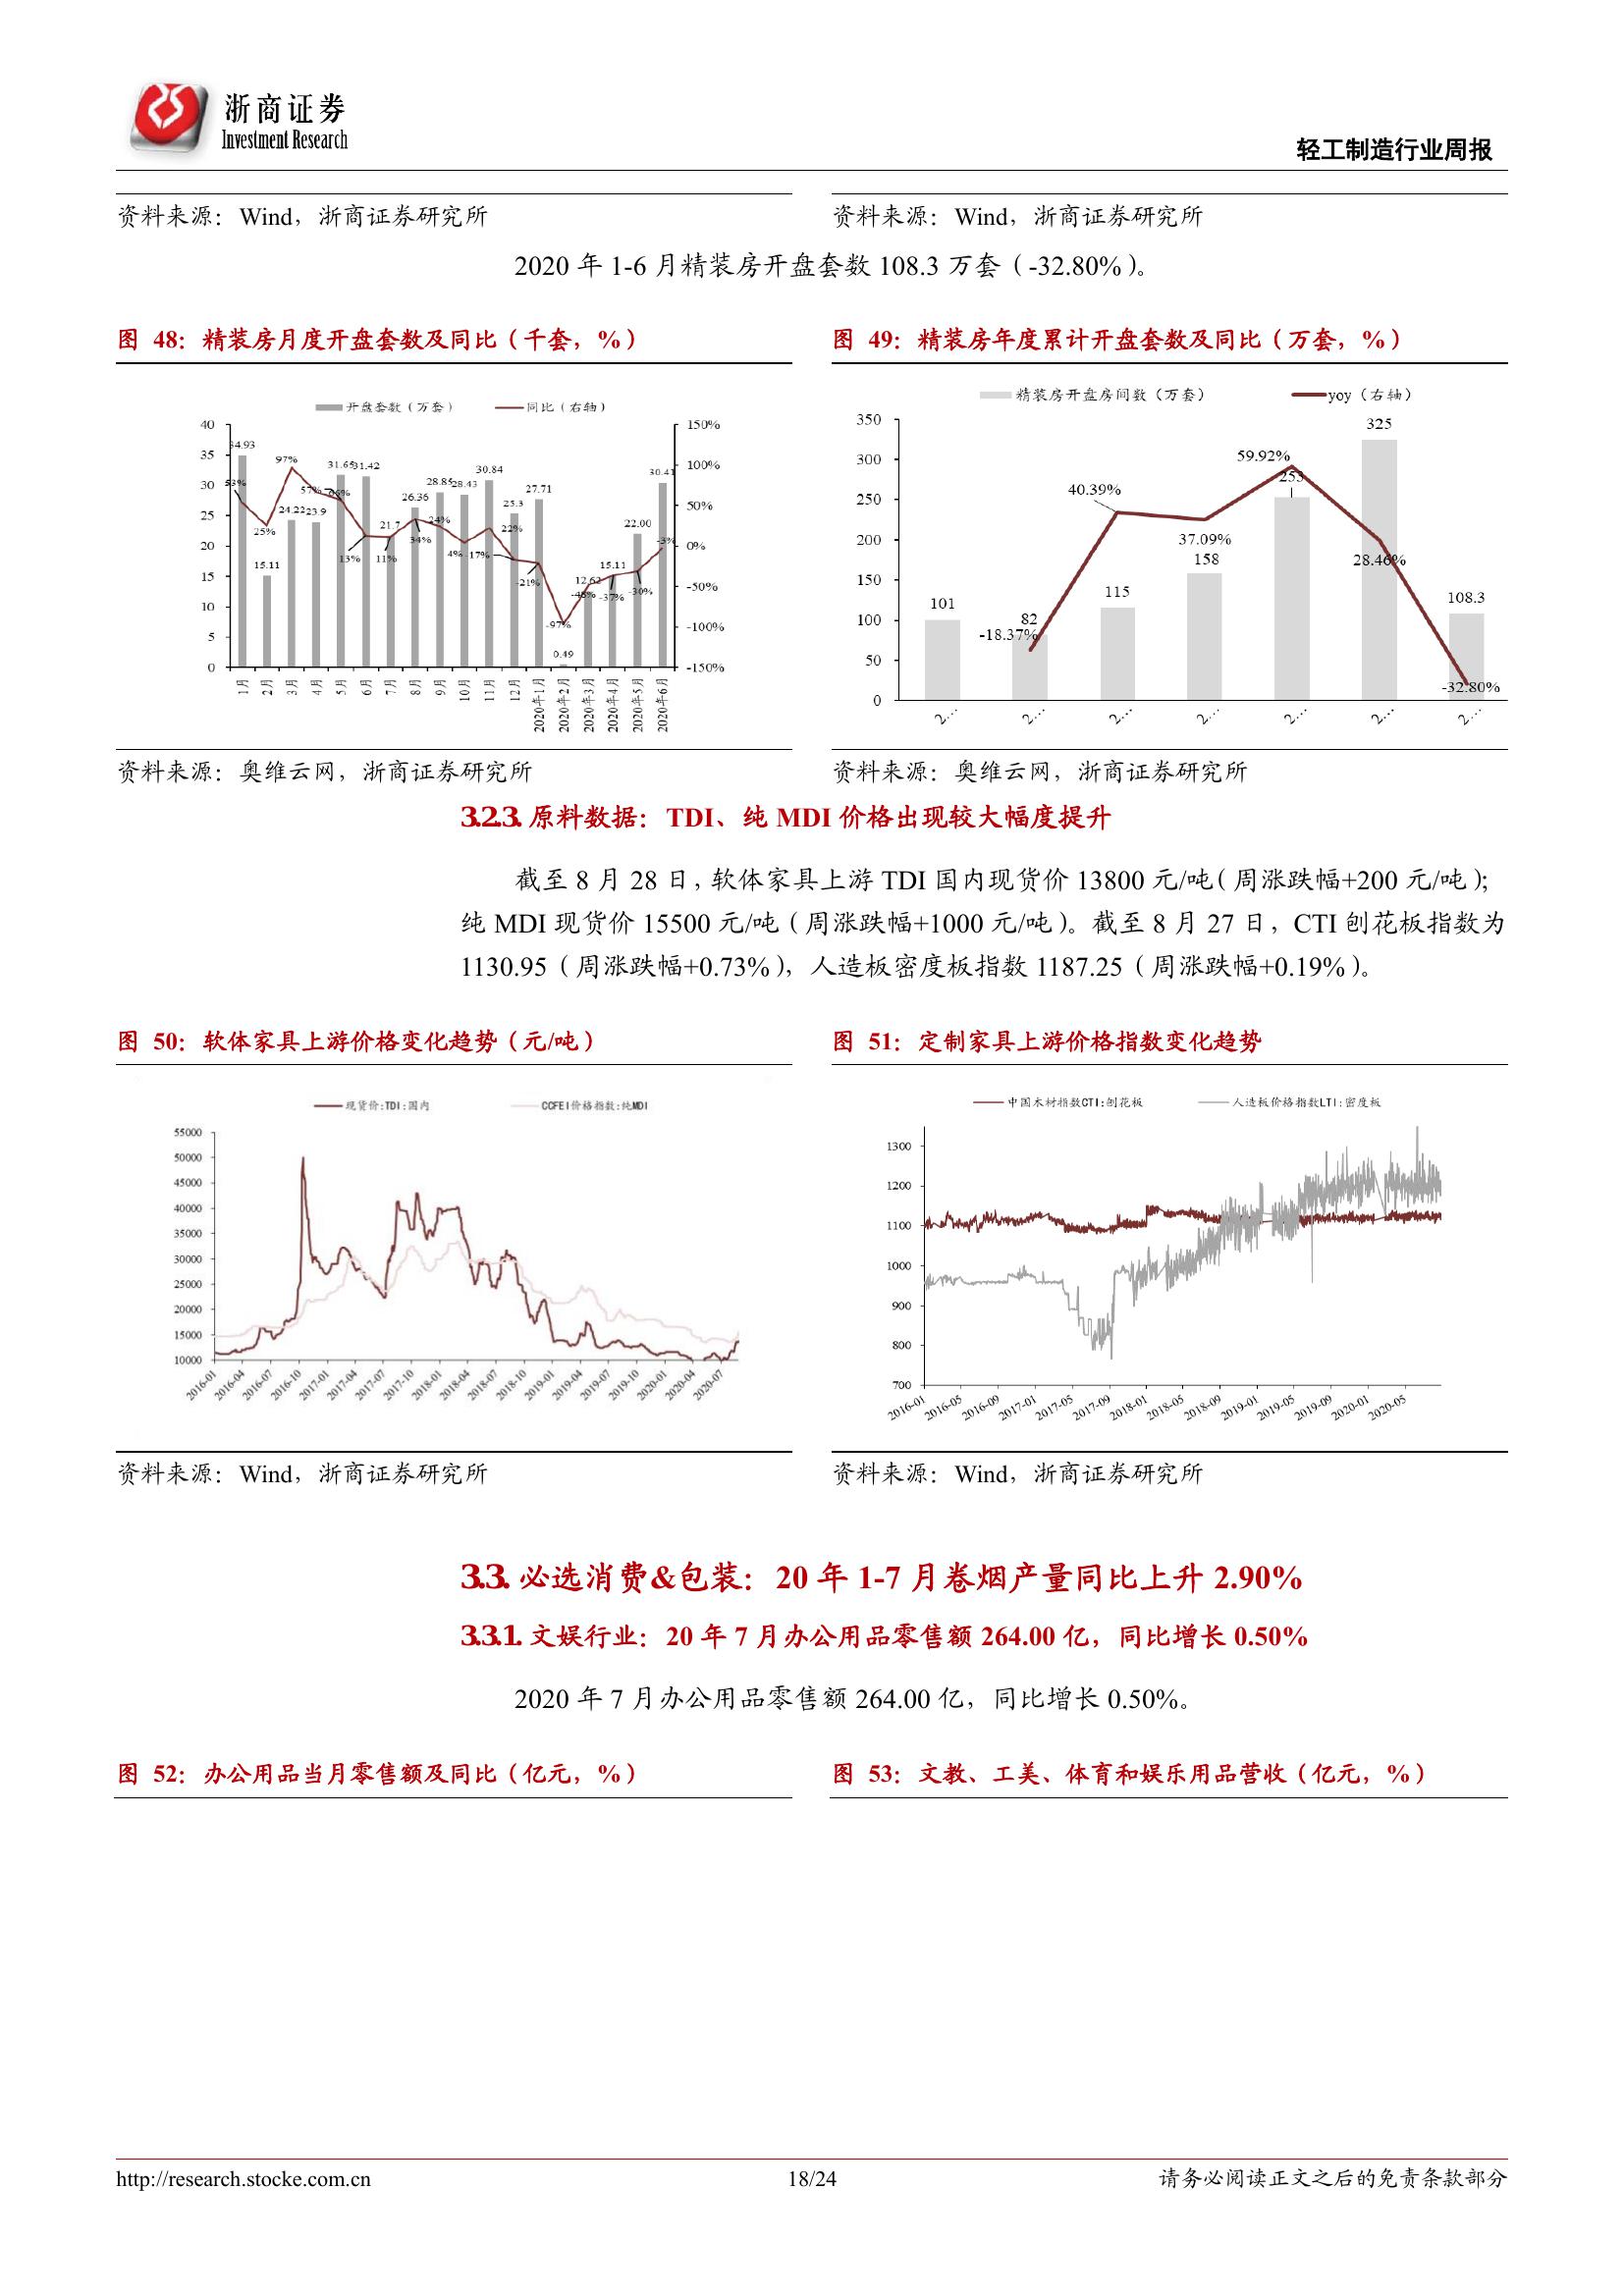 浙商证券
Investment Research
轻工制造行业周报
资料来源：Wind，浙商证券研究所
资料来源：Wind，浙商证券研究所
2020 年 1-6 月精装房开盘套数 108.3 万套（-32.80%）。
图 48：精装房月度开盘套数及同比（千套，%）
图 49：精装房年度累计开盘套数及同比（万套，%）
开盘套数（万套） 同比（右轴）
40 35 30 25 20 15 10 5 0
150% 100% 50% 0% -50% -100% -150%
34.93 15.11 24.22 23.9 31.65 31.42 21.7 26.36 28.85 28.43 30.84 25.3 27.71 0.49 12.62 15.11 22.00 30.41
53% 25% 97% 57% 66% 13% 11% 34% 24% 4% 22% -17% -21% -97% -48% -37% -30% -3%
1月 2月 3月 4月 5月 6月 7月 8月 9月 10月 11月 12月 2020年1月 2020年2月 2020年3月 2020年4月 2020年5月 2020年6月
精装房开盘房间数（万套） yoy（右轴）
350 300 250 200 150 100 50 0
101 82 115 158 253 325 108.3
-18.37% 40.39% 37.09% 59.92% 28.46% -32.80%
2… 2… 2… 2… 2… 2… 2…
资料来源：奥维云网，浙商证券研究所
资料来源：奥维云网，浙商证券研究所
3.2.3. 原料数据：TDI、纯 MDI 价格出现较大幅度提升
截至 8 月 28 日，软体家具上游 TDI 国内现货价 13800 元/吨（周涨跌幅+200 元/吨）；
纯 MDI 现货价 15500 元/吨（周涨跌幅+1000 元/吨）。截至 8 月 27 日，CTI 刨花板指数为
1130.95（周涨跌幅+0.73%），人造板密度板指数 1187.25（周涨跌幅+0.19%）。
图 50：软体家具上游价格变化趋势（元/吨）
图 51：定制家具上游价格指数变化趋势
现货价:TDI:国内 CCFEI价格指数:纯MDI
55000 50000 45000 40000 35000 30000 25000 20000 15000 10000
2016-01 2016-04 2016-07 2016-10 2017-01 2017-04 2017-07 2017-10 2018-01 2018-04 2018-07 2018-10 2019-01 2019-04 2019-07 2019-10 2020-01 2020-04 2020-07
中国木材指数CTI:刨花板 人造板价格指数LTI:密度板
1300 1200 1100 1000 900 800 700
2016-01 2016-05 2016-09 2017-01 2017-05 2017-09 2018-01 2018-05 2018-09 2019-01 2019-05 2019-09 2020-01 2020-05
资料来源：Wind，浙商证券研究所
资料来源：Wind，浙商证券研究所
3.3. 必选消费&包装：20 年 1-7 月卷烟产量同比上升 2.90%
3.3.1. 文娱行业：20 年 7 月办公用品零售额 264.00 亿，同比增长 0.50%
2020 年 7 月办公用品零售额 264.00 亿，同比增长 0.50%。
图 52：办公用品当月零售额及同比（亿元，%）
图 53：文教、工美、体育和娱乐用品营收（亿元，%）
http://research.stocke.com.cn
18/24
请务必阅读正文之后的免责条款部分